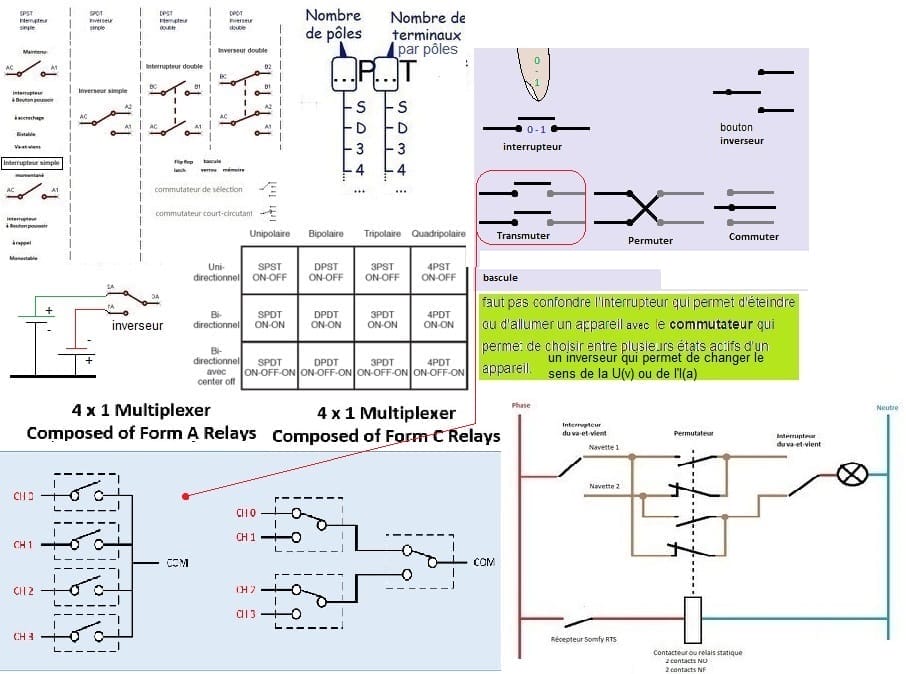 SPST
Interrupteur
simple
SPDT
Inverseur
simple
DPST
Interrupteur
double
DPDT
Inverseur
double
Maintenu-
AC
A1
interrupteur
à Bouton poussoir
à accrochage
Bistable
Va-et-viens
Interrupteur simple
momentané
AC
A1
Interrupteur
à Bouton poussoir
à rappel
Monostable
Inverseur simple
AC
A2
A1
Interrupteur double
BC
B1
AC
A1
Inverseur double
BC
B2
B1
AC
A2
A1
Flip flop
bascule
latch
verrou
mémoire
commutateur de sélection
commutateur court-circutant
Nombre
de pôles
Nombre de
terminaux
par pôles
...P...T
S
S
D
D
3
3
4
4
...
...
0
-
1
0 - 1
interrupteur
bouton
inverseur
Transmuter
Permuter
Commuter
bascule
faut pas confondre l'interrupteur qui permet d'éteindre
ou d'allumer un appareil avec le commutateur qui
permet de choisir entre plusieurs états actifs d'un
appareil.
un inverseur qui permet de changer le
sens de la U(v) ou de l'I(a)
Unipolaire
Bipolaire
Tripolaire
Quadripolaire
Uni-
directionnel
SPST
ON-OFF
DPST
ON-OFF
3PST
ON-OFF
4PST
ON-OFF
Bi-
directionnel
SPDT
ON-ON
DPDT
ON-ON
3PDT
ON-ON
4PDT
ON-ON
Bi-
directionnel
avec
center off
SPDT
ON-OFF-ON
DPDT
ON-OFF-ON
3PDT
ON-OFF-ON
4PDT
ON-OFF-ON
+
-
-
+
inverseur
4 x 1 Multiplexer
Composed of Form A Relays
4 x 1 Multiplexer
Composed of Form C Relays
CH 0
CH 1
CH 2
CH 3
COM
CH 0
CH 1
CH 2
CH 3
COM
Phase
Neutre
Interrupteur
du va-et-vient
Navette 1
Navette 2
Permutateur
Interrupteur
du va-et-vient
Récepteur Somfy RTS
Contacteur ou relais statique
2 contacts NO
2 contacts NF